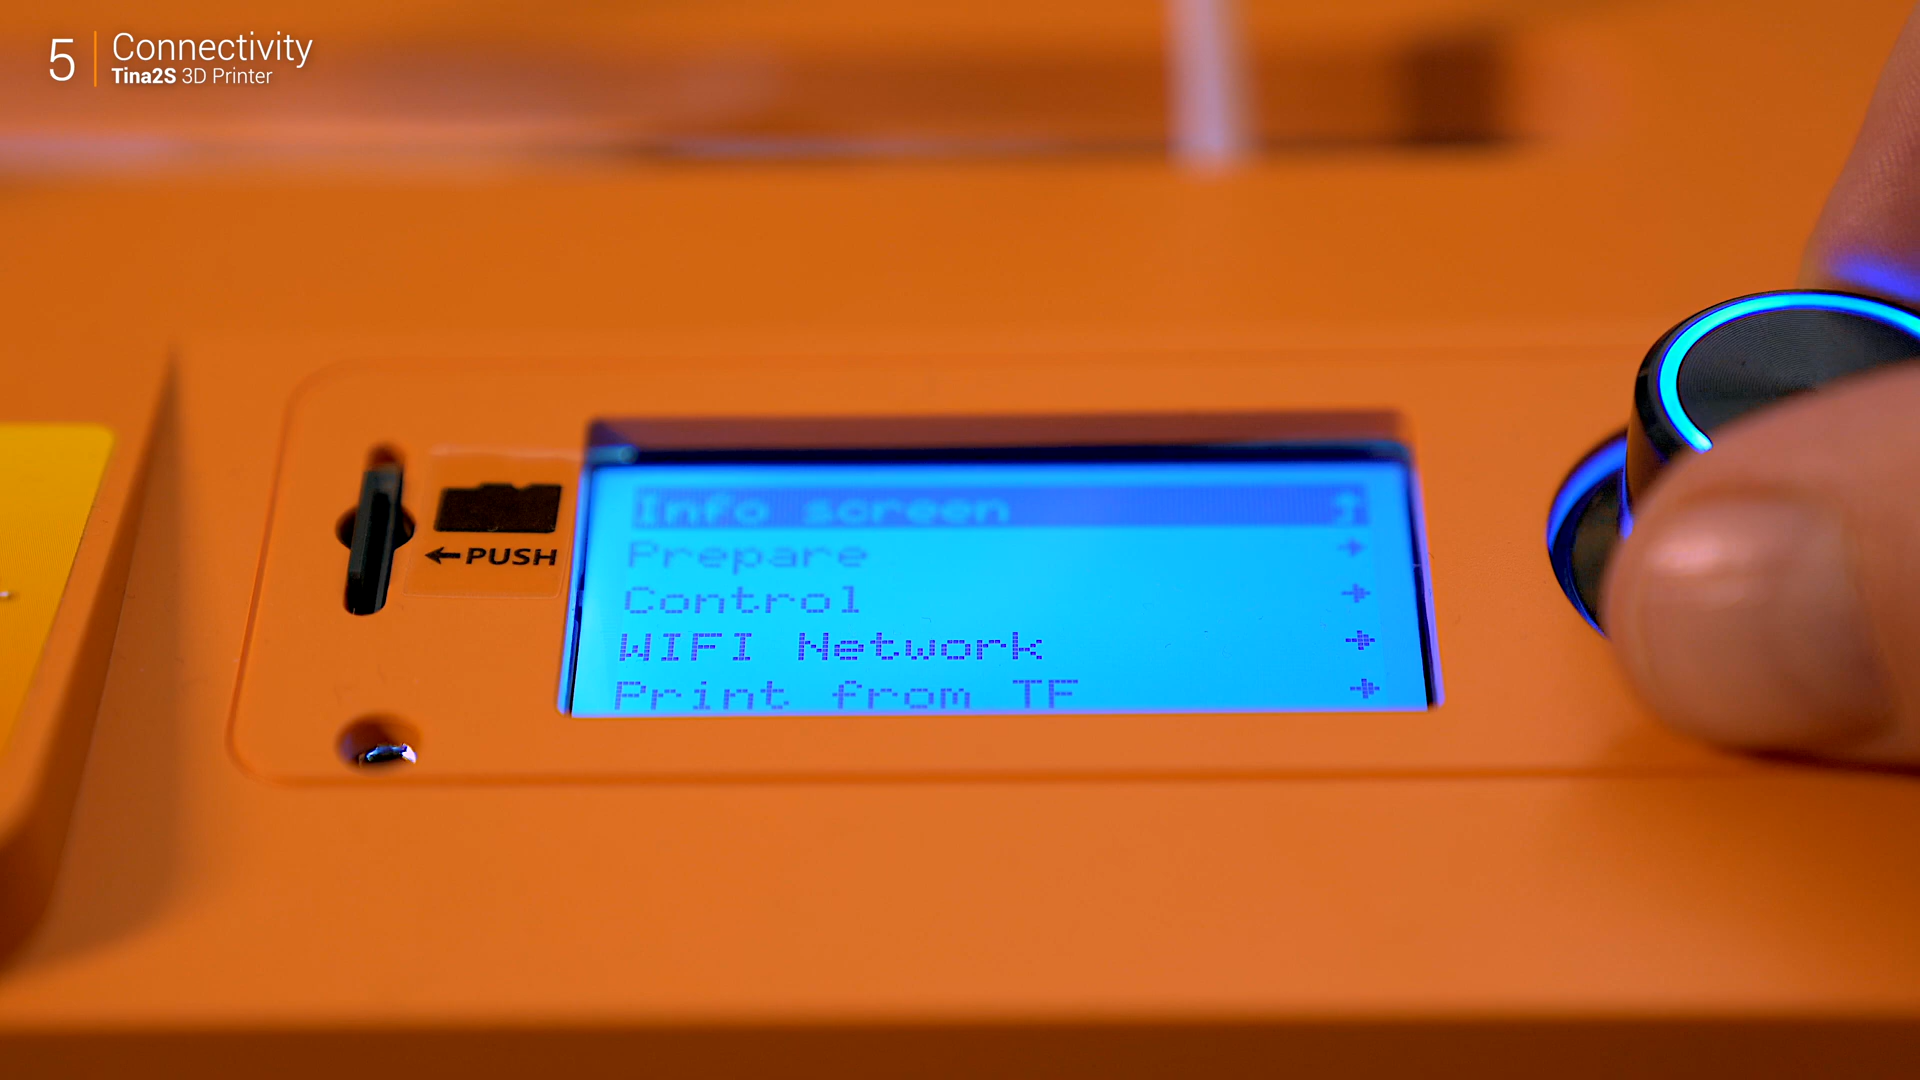 5
Connectivity
Tina2S 3D Printer
←PUSH
Info screen
Prepare
Control
WIFI Network
Print from TF